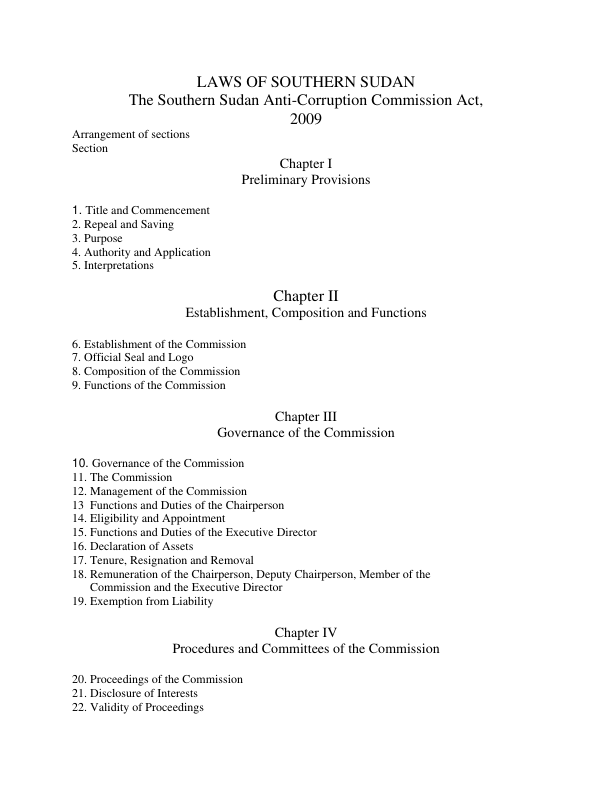 LAWS OF SOUTHERN SUDAN
The Southern Sudan Anti-Corruption Commission Act,
2009
Arrangement of sections
Section
Chapter I
Preliminary Provisions
1. Title and Commencement
2. Repeal and Saving
3. Purpose
4. Authority and Application
5. Interpretations
Chapter II
Establishment, Composition and Functions
6. Establishment of the Commission
7. Official Seal and Logo
8. Composition of the Commission
9. Functions of the Commission
Chapter III
Governance of the Commission
10. Governance of the Commission
11. The Commission
12. Management of the Commission
13 Functions and Duties of the Chairperson
14. Eligibility and Appointment
15. Functions and Duties of the Executive Director
16. Declaration of Assets
17. Tenure, Resignation and Removal
18. Remuneration of the Chairperson, Deputy Chairperson, Member of the
Commission and the Executive Director
19. Exemption from Liability
Chapter IV
Procedures and Committees of the Commission
20. Proceedings of the Commission
21. Disclosure of Interests
22. Validity of Proceedings